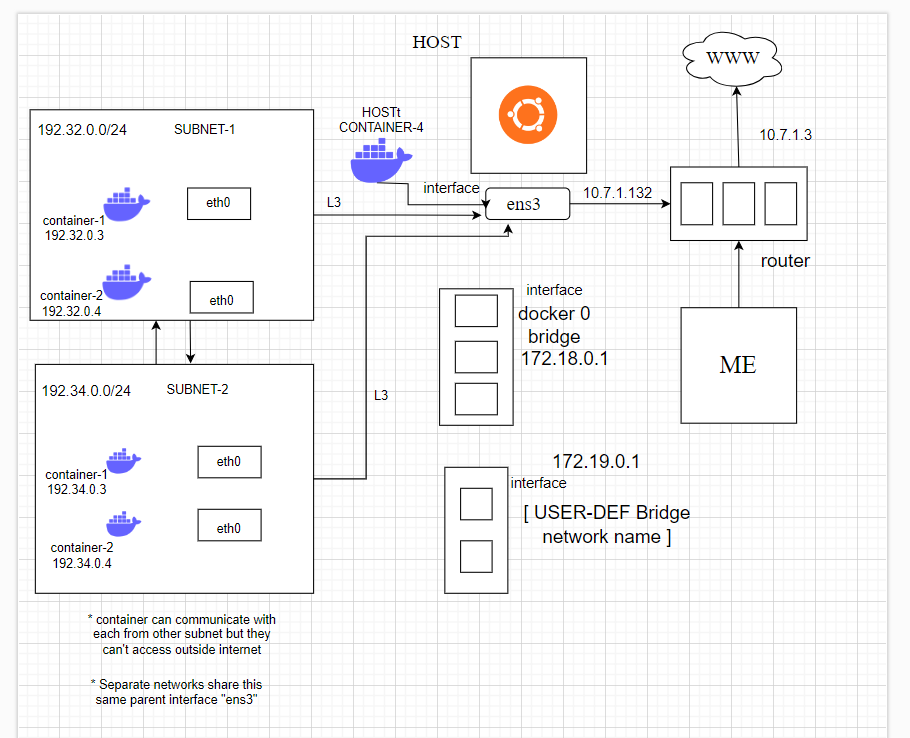 HOST
WWW
10.7.1.3
192.32.0.0/24
SUBNET-1
container-1
192.32.0.3
eth0
container-2
192.32.0.4
eth0
HOSTt
CONTAINER-4
interface
L3
ens3
10.7.1.132
router
ME
interface
docker 0
bridge
172.18.0.1
192.34.0.0/24
SUBNET-2
L3
container-1
192.34.0.3
eth0
container-2
192.34.0.4
eth0
172.19.0.1
interface
[ USER-DEF Bridge
network name ]
* container can communicate with
each from other subnet but they
can't access outside internet
* Separate networks share this
same parent interface "ens3"